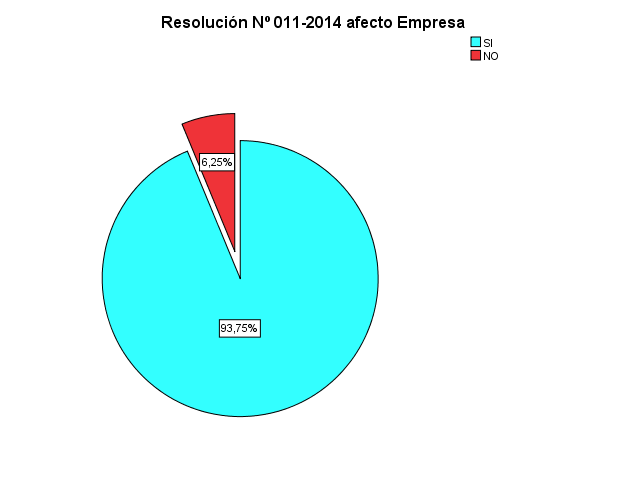 Resolución Nº 011-2014 afecto Empresa
SI
NO
6,25%
93,75%